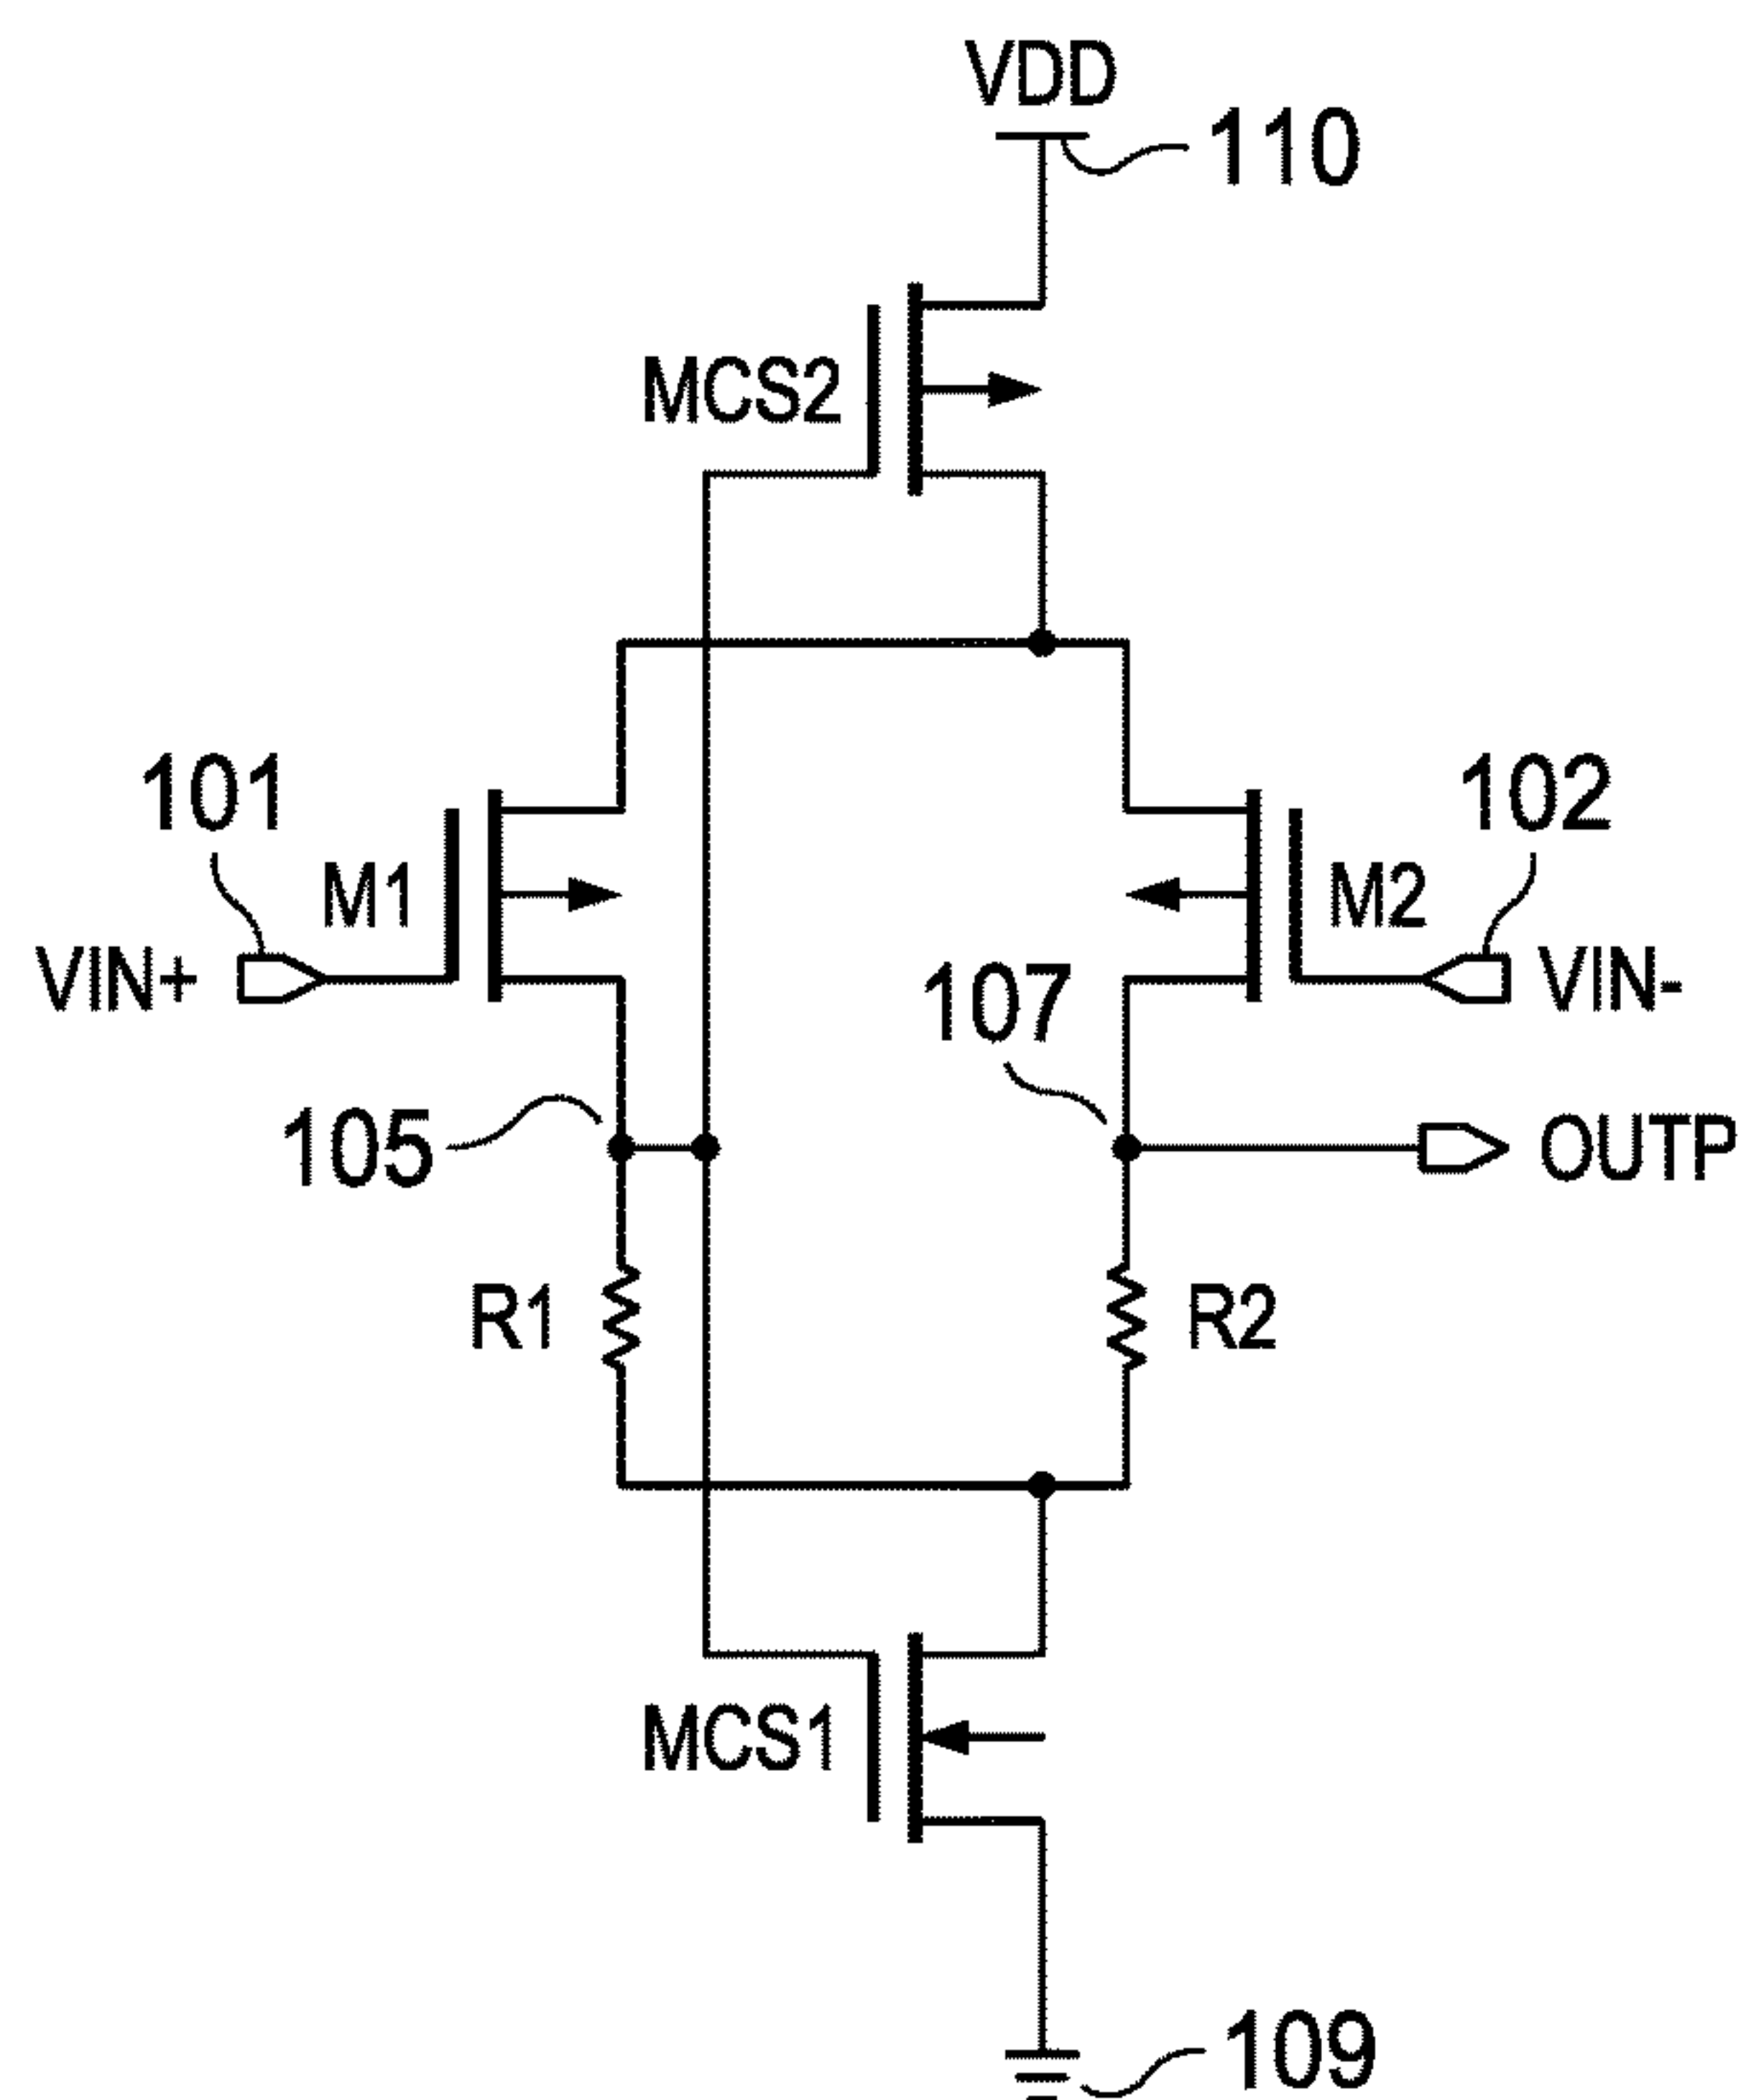 VDD
110
MCS2
101
102
M1
M2
VIN+
107
VIN-
105
OUTP
R1
R2
MCS1
109